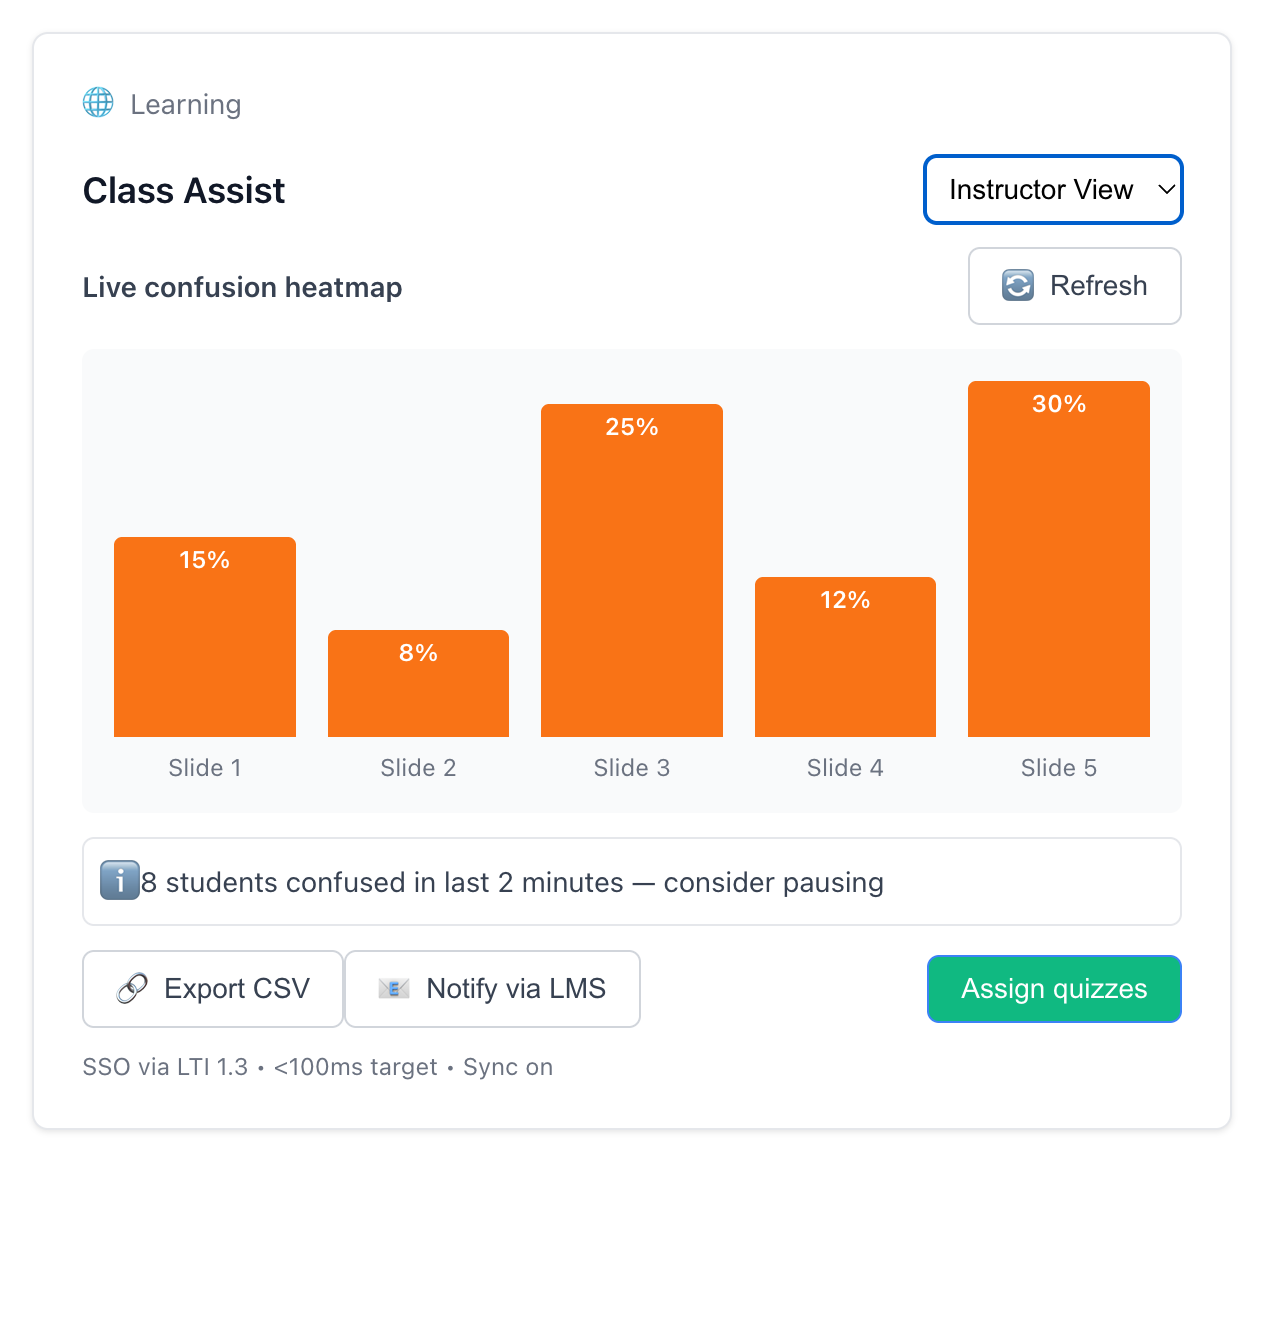 Learning
Class Assist
Instructor View
Live confusion heatmap
Refresh
15%
8%
25%
12%
30%
Slide 1
Slide 2
Slide 3
Slide 4
Slide 5
8 students confused in last 2 minutes — consider pausing
Export CSV
Notify via LMS
Assign quizzes
SSO via LTI 1.3 • <100ms target • Sync on